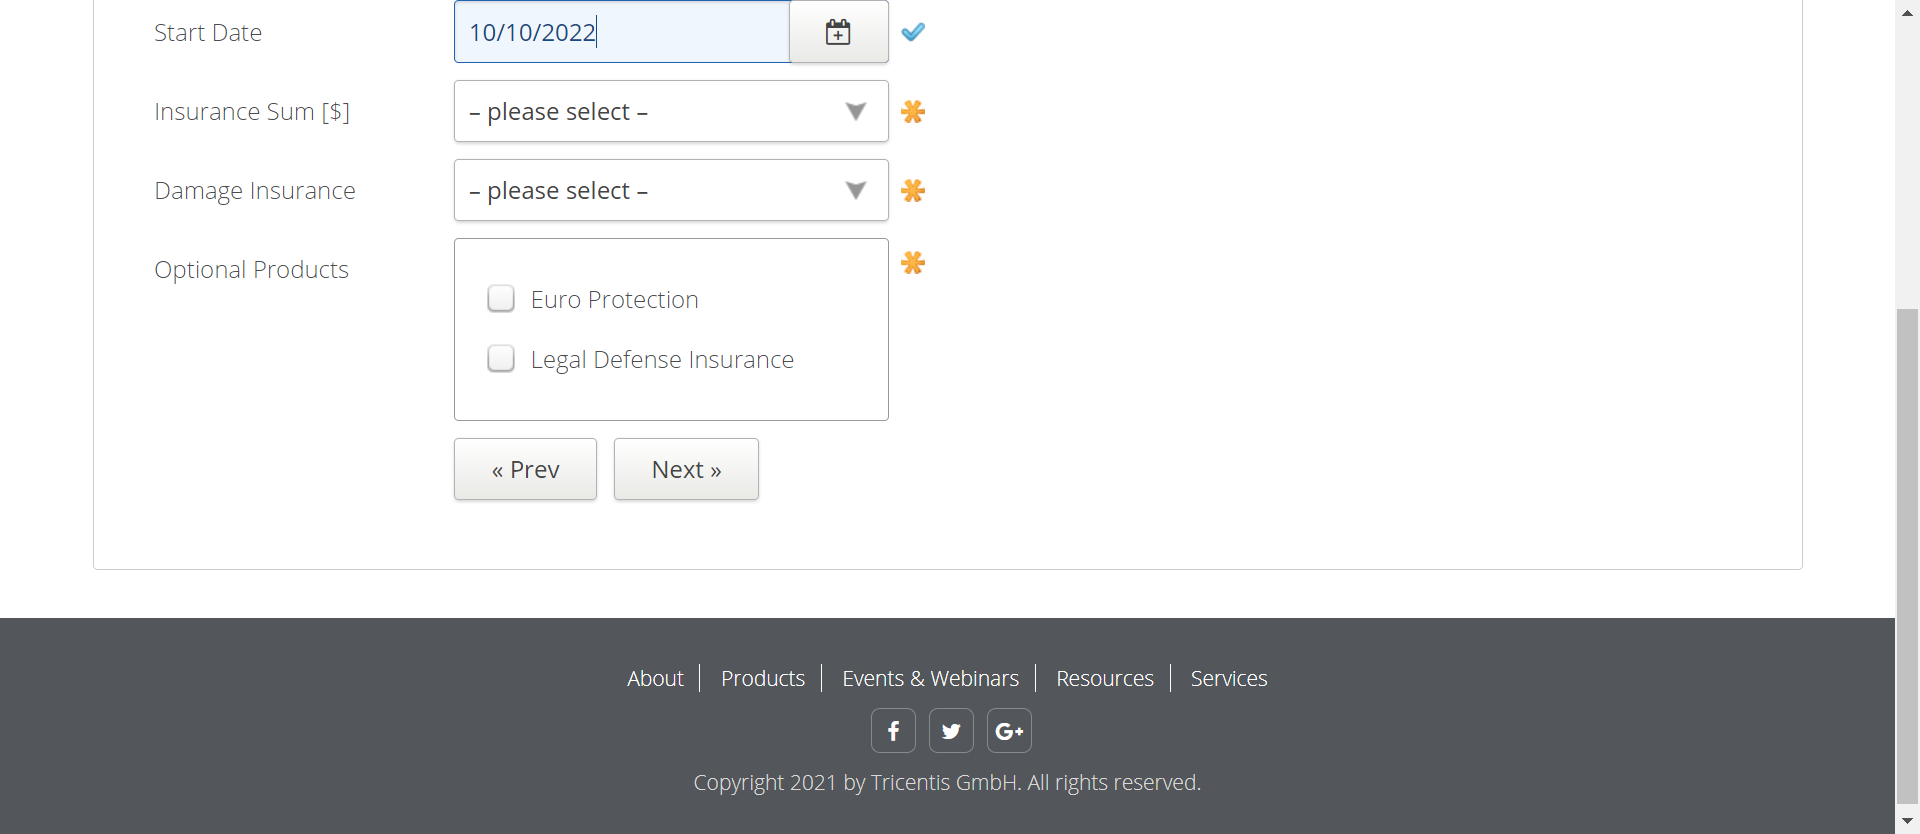 Start Date
10/10/2022
Insurance Sum [$]
– please select –
Damage Insurance
– please select –
Optional Products
Euro Protection
Legal Defense Insurance
« Prev
Next »
About
Products
Events & Webinars
Resources
Services
f
G+
Copyright 2021 by Tricentis GmbH. All rights reserved.